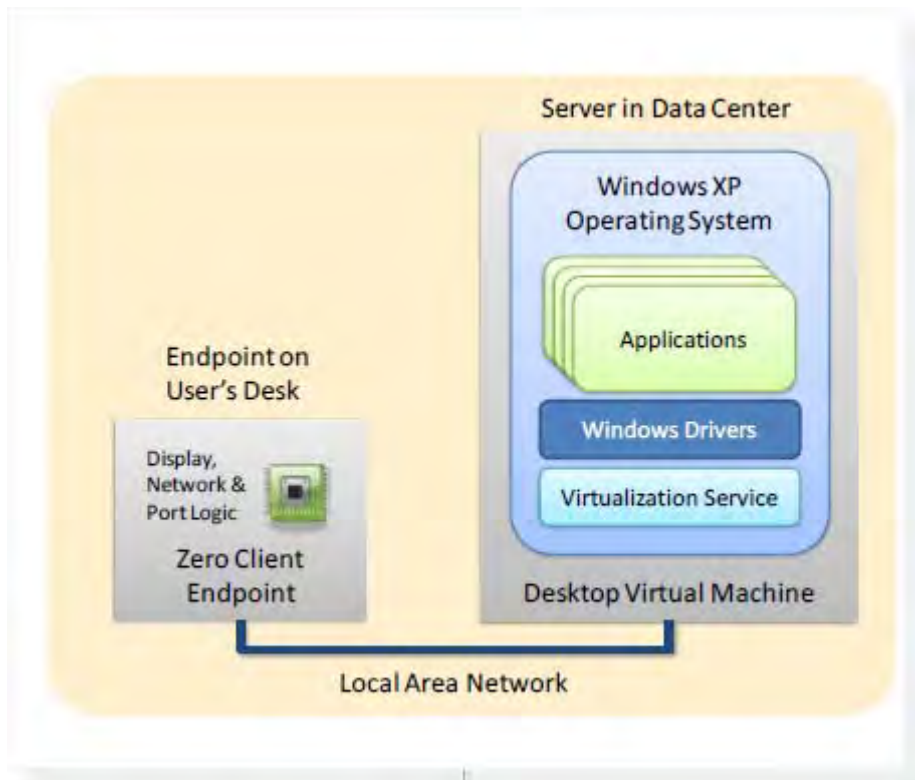 Server in Data Center
Windows XP
Operating System
Applications
Windows Drivers
Virtualization Service
Desktop Virtual Machine
Endpoint on
User's Desk
Display,
Network &
Port Logic
Zero Client
Endpoint
Local Area Network